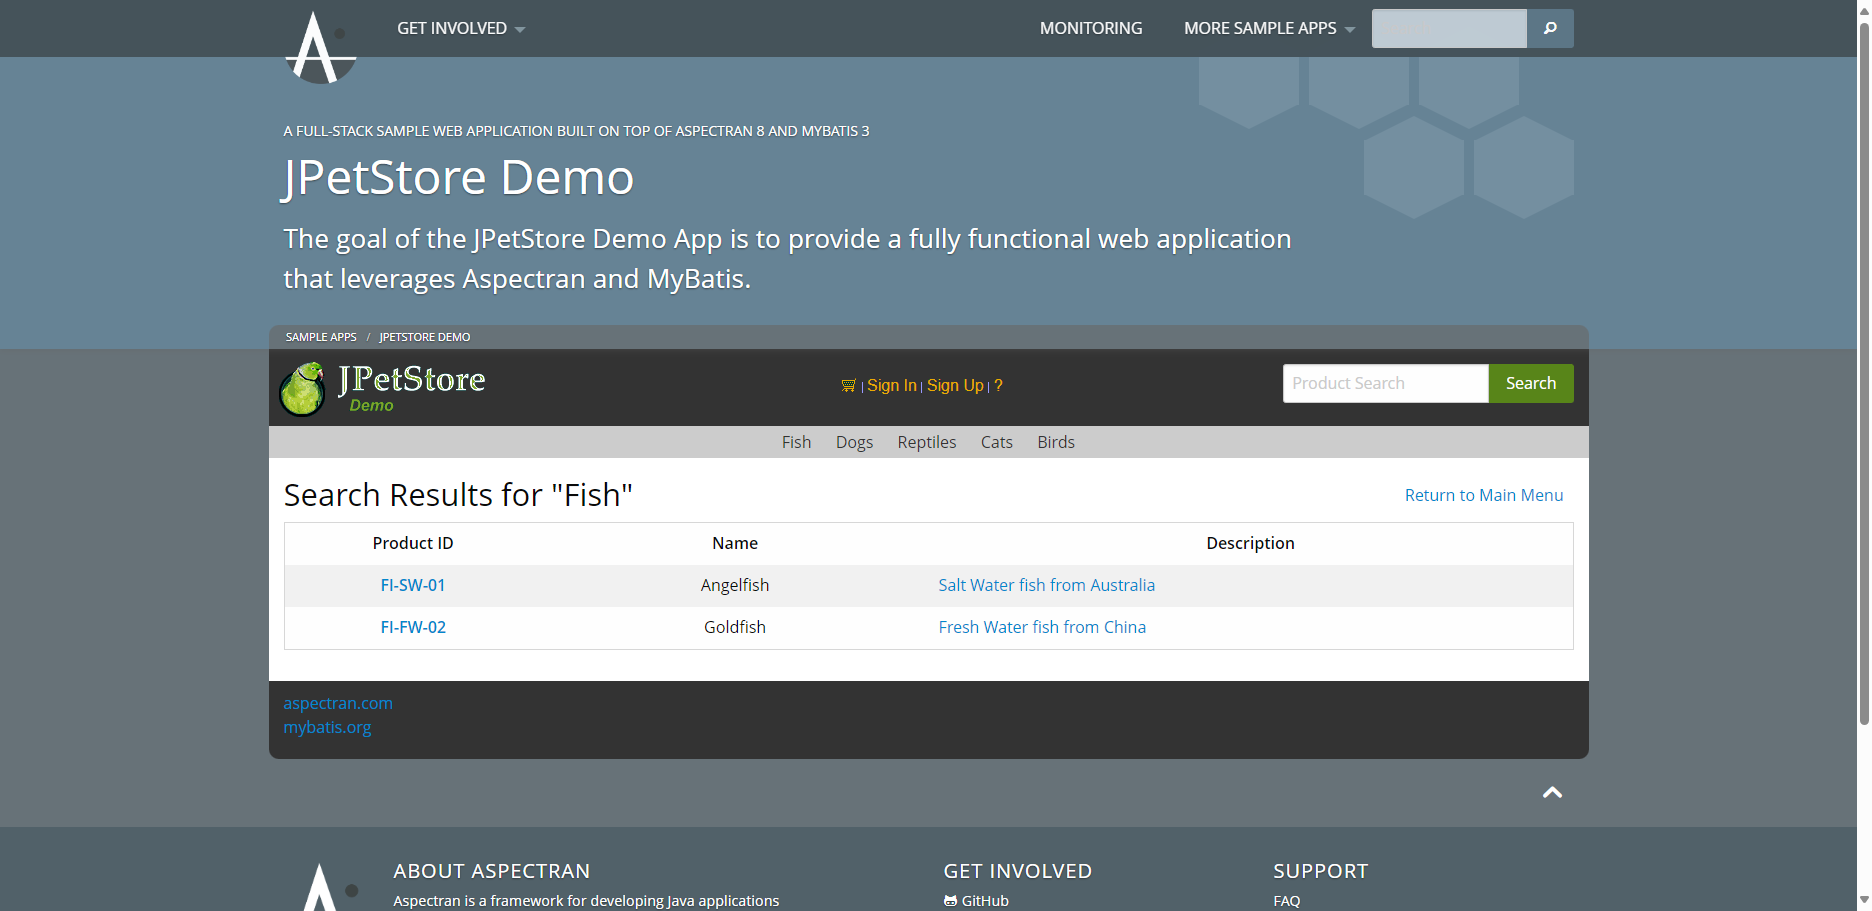 GET INVOLVED
MONITORING
MORE SAMPLE APPS
A FULL-STACK SAMPLE WEB APPLICATION BUILT ON TOP OF ASPECTRAN 8 AND MYBATIS 3
JPetStore Demo
The goal of the JPetStore Demo App is to provide a fully functional web application
that leverages Aspectran and MyBatis.
SAMPLE APPS / JPETSTORE DEMO
JPetStore
Demo
| Sign In | Sign Up | ?
Product Search
Search
Fish Dogs Reptiles Cats Birds
Search Results for "Fish"
Return to Main Menu
Product ID Name Description
FI-SW-01 Angelfish Salt Water fish from Australia
FI-FW-02 Goldfish Fresh Water fish from China
aspectran.com
mybatis.org
ABOUT ASPECTRAN
Aspectran is a framework for developing Java applications
GET INVOLVED
GitHub
SUPPORT
FAQ